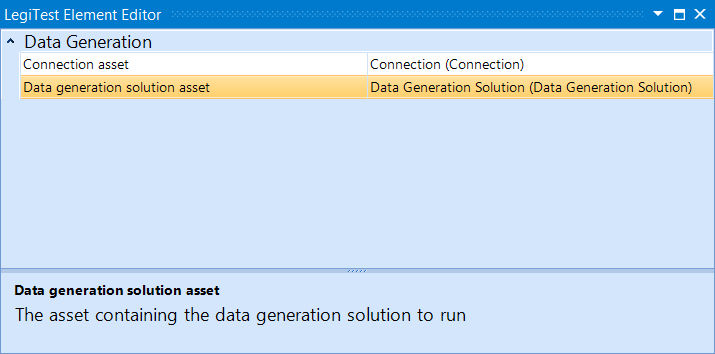 LegiTest Element Editor
Data Generation
Connection asset Connection (Connection)
Data generation solution asset Data Generation Solution (Data Generation Solution)
Data generation solution asset
The asset containing the data generation solution to run